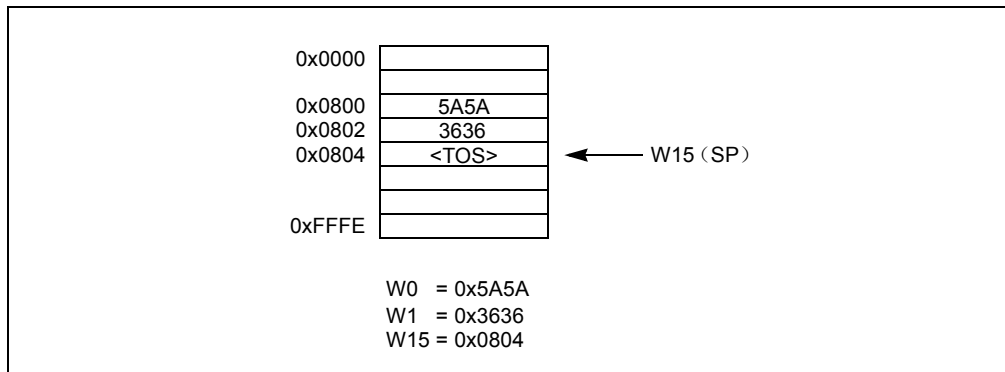 0x0000
0x0800 5A5A
0x0802 3636
0x0804 <TOS> W15（SP）
0xFFFE
W0 = 0x5A5A
W1 = 0x3636
W15 = 0x0804